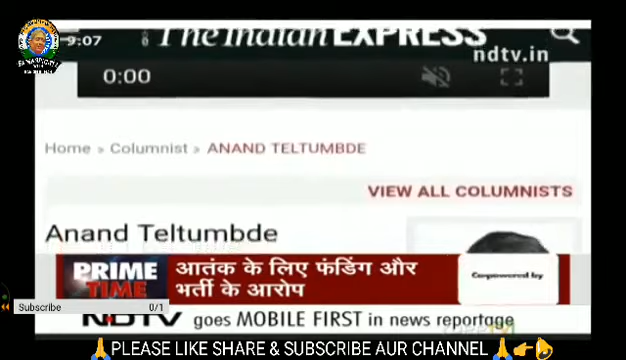 9:07
The Indian EXPRESS
ndtv.in
0:00
Home » Columnist » ANAND TELTUMBDE
VIEW ALL COLUMNISTS
Anand Teltumbde
PRIME TIME
आतंक के लिए फंडिंग और
भर्ती के आरोप
Co-powered by
Subscribe 0/1
NDTV goes MOBILE FIRST in news reportage
🙏PLEASE LIKE SHARE & SUBSCRIBE AUR CHANNEL 🙏👉👌